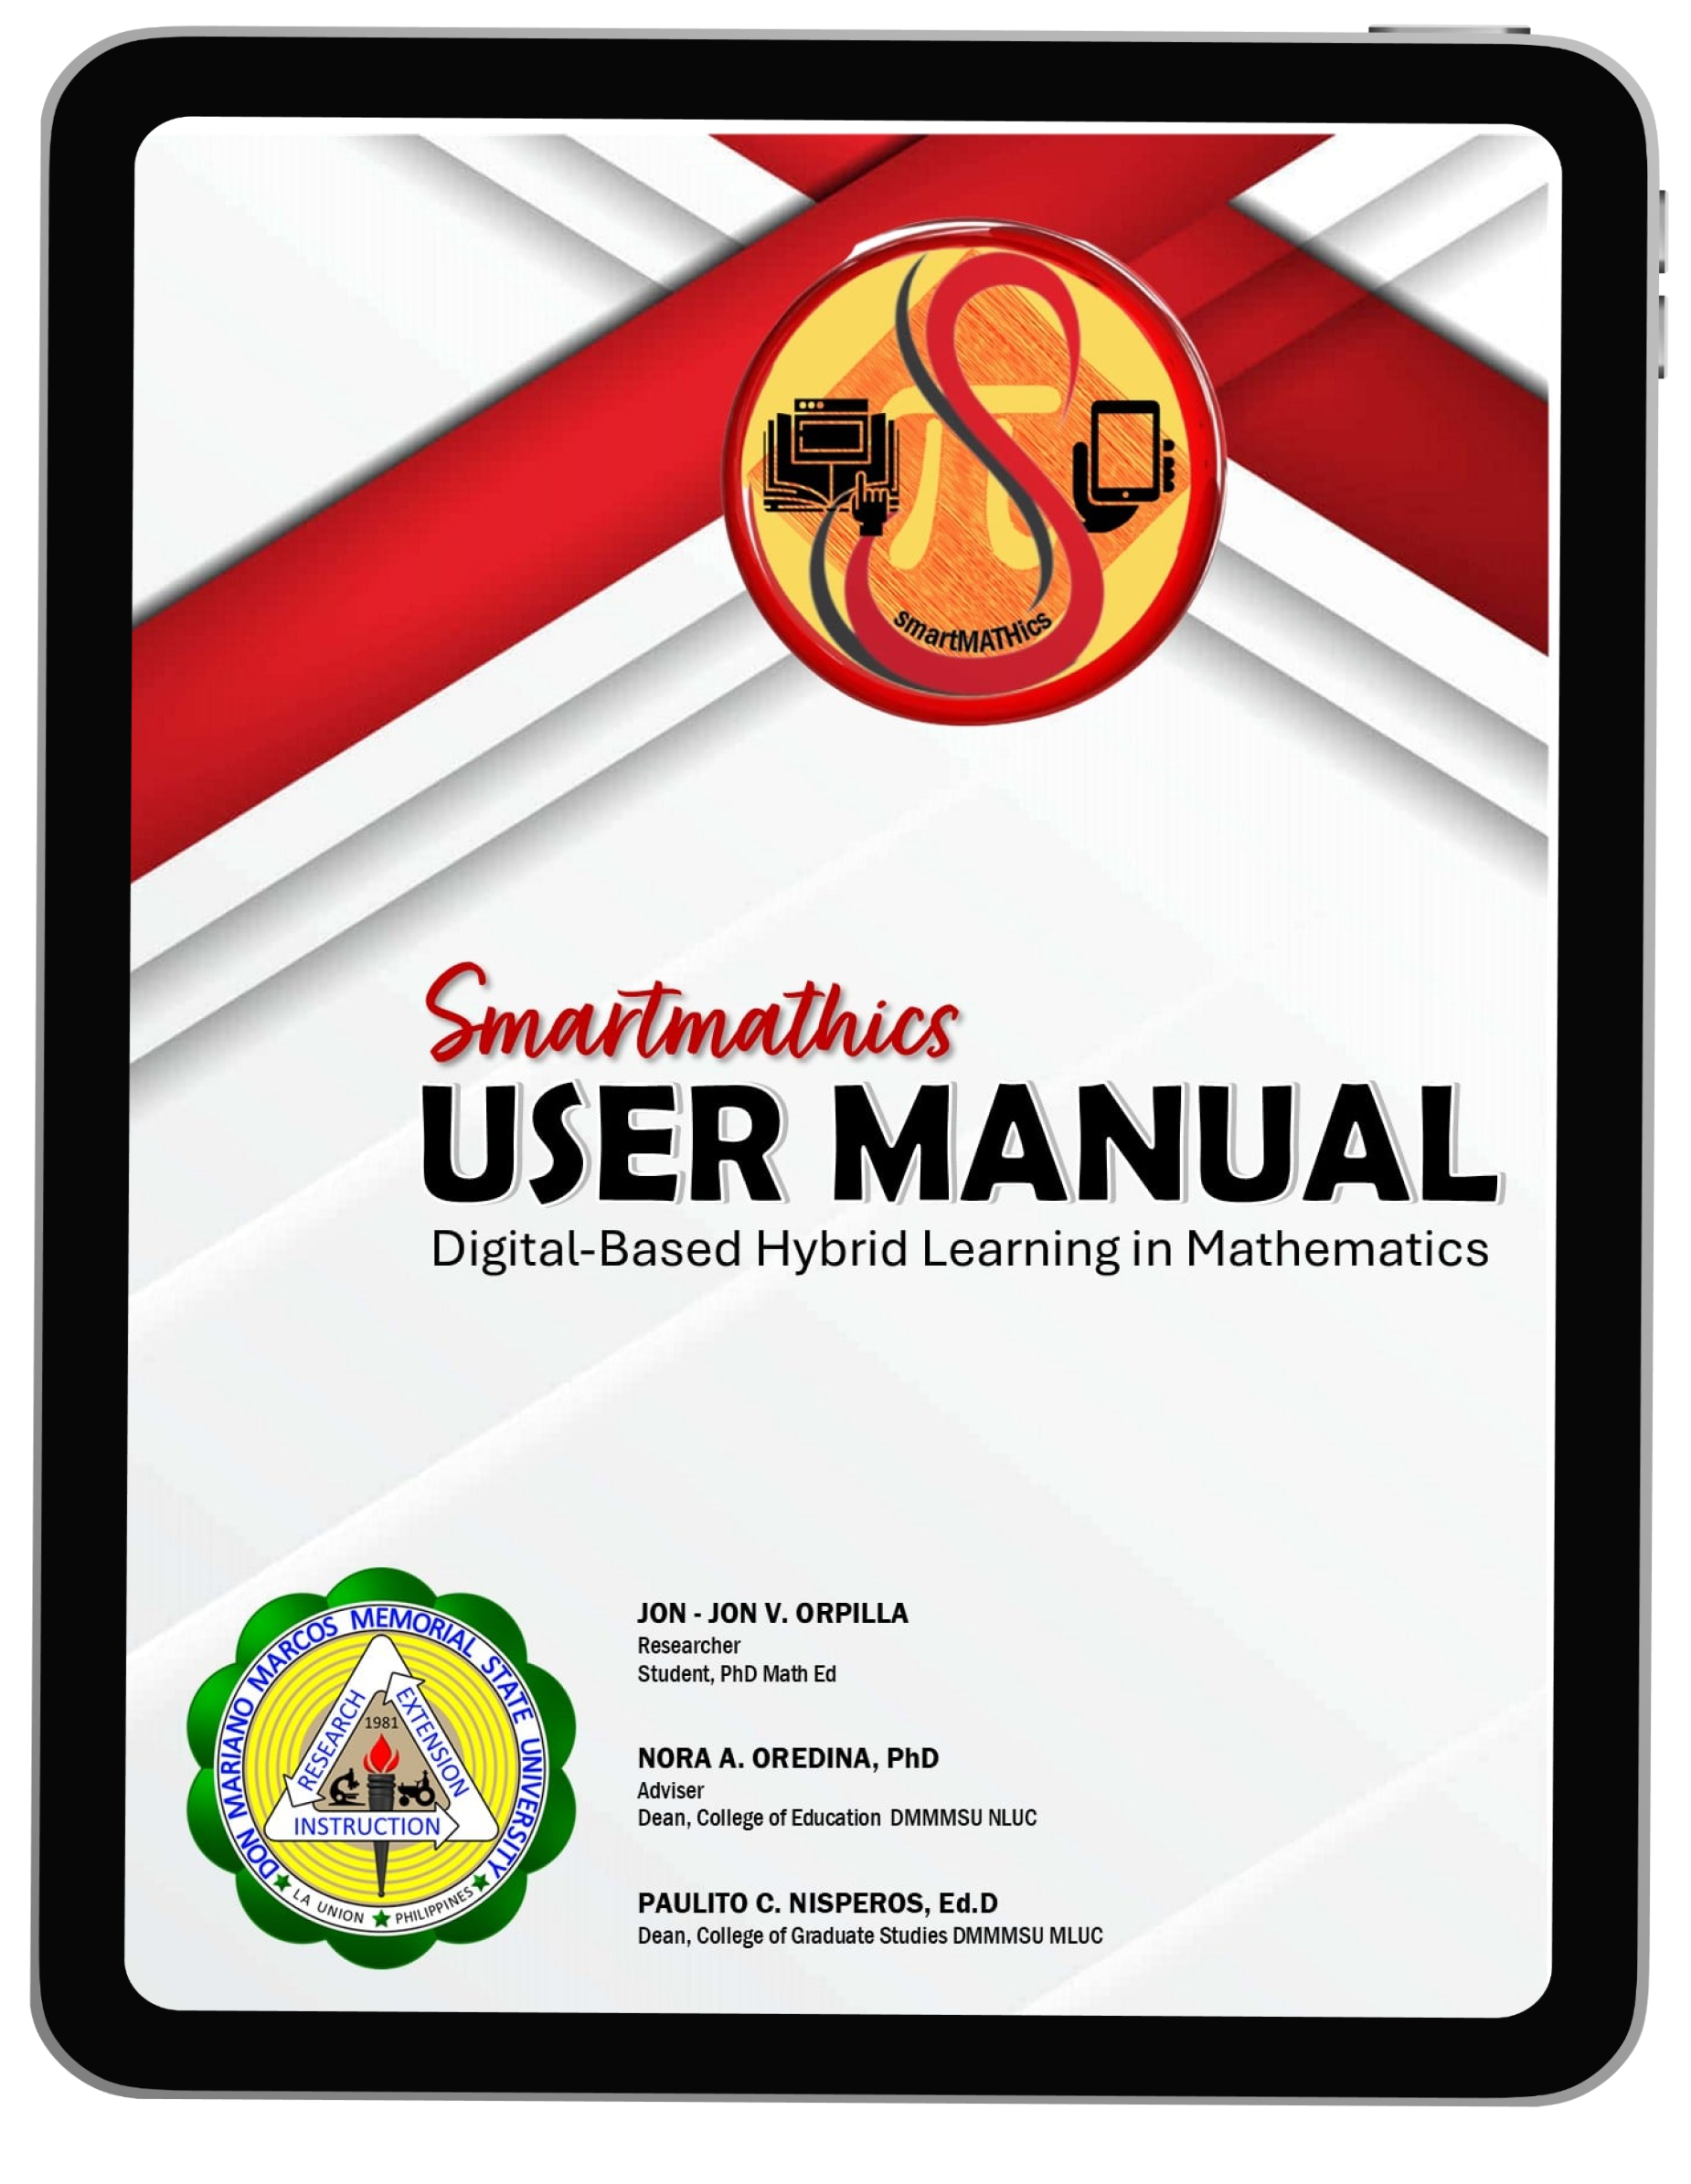 smartMATHics
Smartmathics
USER MANUAL
Digital-Based Hybrid Learning in Mathematics
DON MARIANO MARCOS MEMORIAL STATE UNIVERSITY
RESEARCH
EXTENSION
1981
INSTRUCTION
LA UNION PHILIPPINES
JON - JON V. ORPILLA
Researcher
Student, PhD Math Ed
NORA A. OREDINA, PhD
Adviser
Dean, College of Education DMMMSU NLUC
PAULITO C. NISPEROS, Ed.D
Dean, College of Graduate Studies DMMMSU MLUC